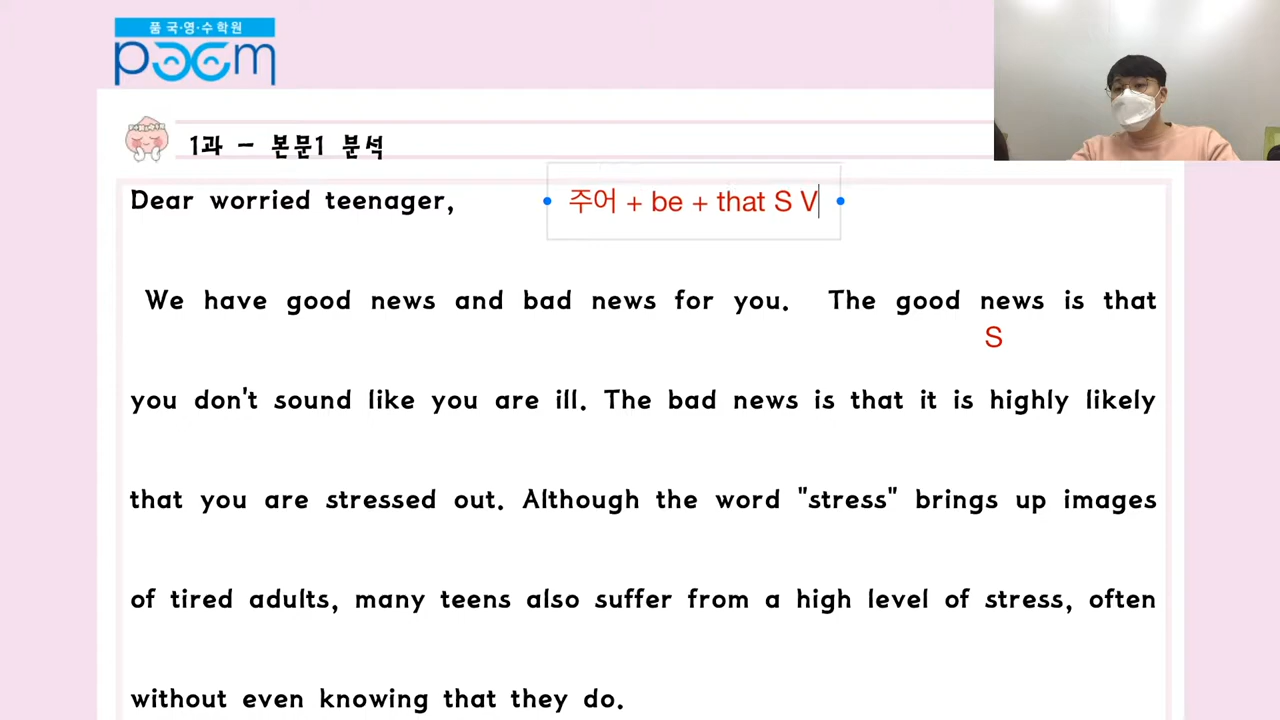 품 국·영·수학원
poem
1과 - 본문1 분석
Dear worried teenager,
주어 + be + that S V
We have good news and bad news for you. The good news is that
S
you don't sound like you are ill. The bad news is that it is highly likely
that you are stressed out. Although the word "stress" brings up images
of tired adults, many teens also suffer from a high level of stress, often
without even knowing that they do.